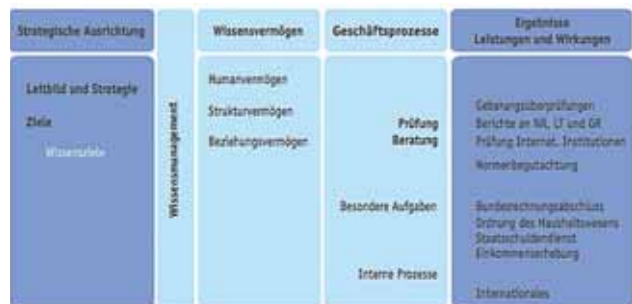 Strategische Ausrichtung
Leitbild und Strategie
Ziele
Wissensziele
Wissensmanagement
Wissensvermögen
Humanvermögen
Strukturvermögen
Beziehungsvermögen
Geschäftsprozesse
Prüfung
Beratung
Besondere Aufgaben
Interne Prozesse
Ergebnisse
Leistungen und Wirkungen
Gebarungsüberprüfungen
Berichte an NR, LT und GR
Prüfung Internat. Institutionen
Normenbegutachtung
Bundesrechnungsabschluss
Ordnung des Haushaltswesens
Staatsschuldendienst
Einkommenserhebung
Internationales